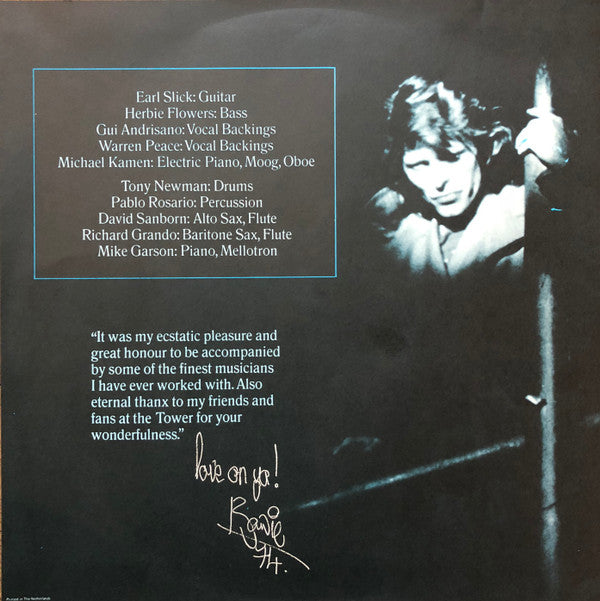 Earl Slick: Guitar
Herbie Flowers: Bass
Gui Andrisano: Vocal Backings
Warren Peace: Vocal Backings
Michael Kamen: Electric Piano, Moog, Oboe
Tony Newman: Drums
Pablo Rosario: Percussion
David Sanborn: Alto Sax, Flute
Richard Grando: Baritone Sax, Flute
Mike Garson: Piano, Mellotron
“It was my ecstatic pleasure and
great honour to be accompanied
by some of the finest musicians
I have ever worked with. Also
eternal thanx to my friends and
fans at the Tower for your
wonderfulness.”
love on ya!
Bowie
74.
Printed in The Netherlands